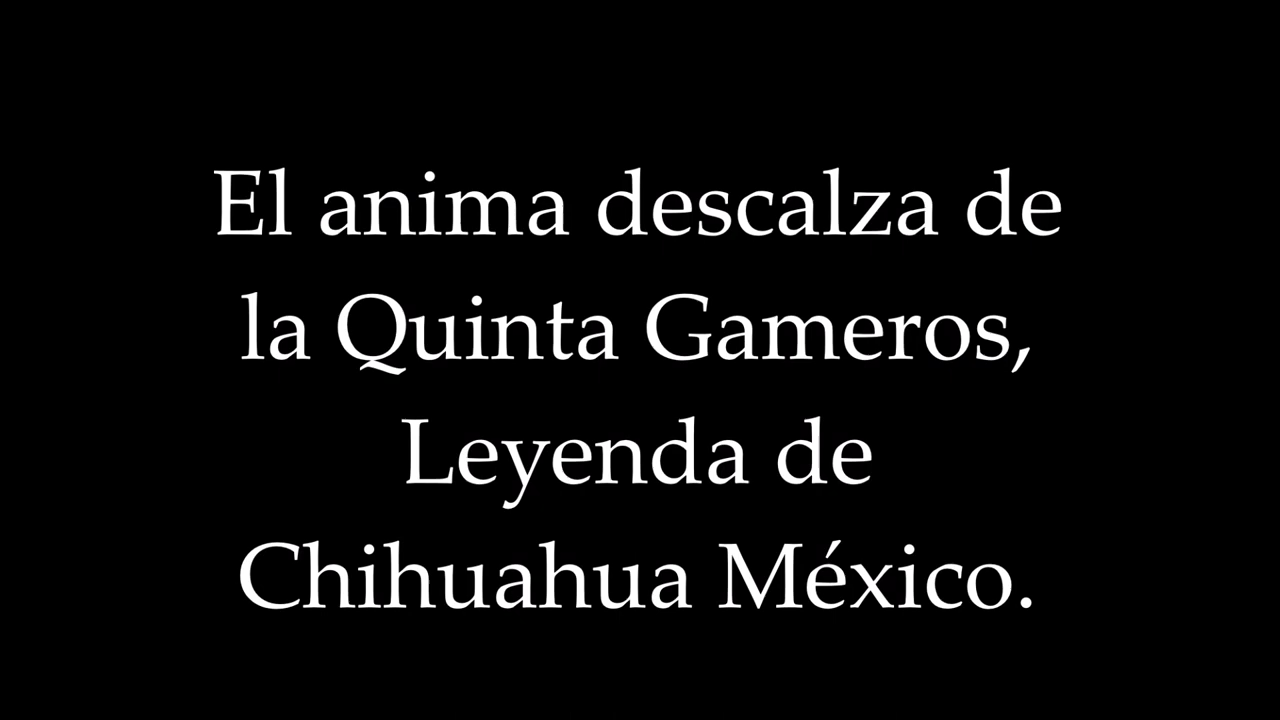 El anima descalza de
la Quinta Gameros,
Leyenda de
Chihuahua México.